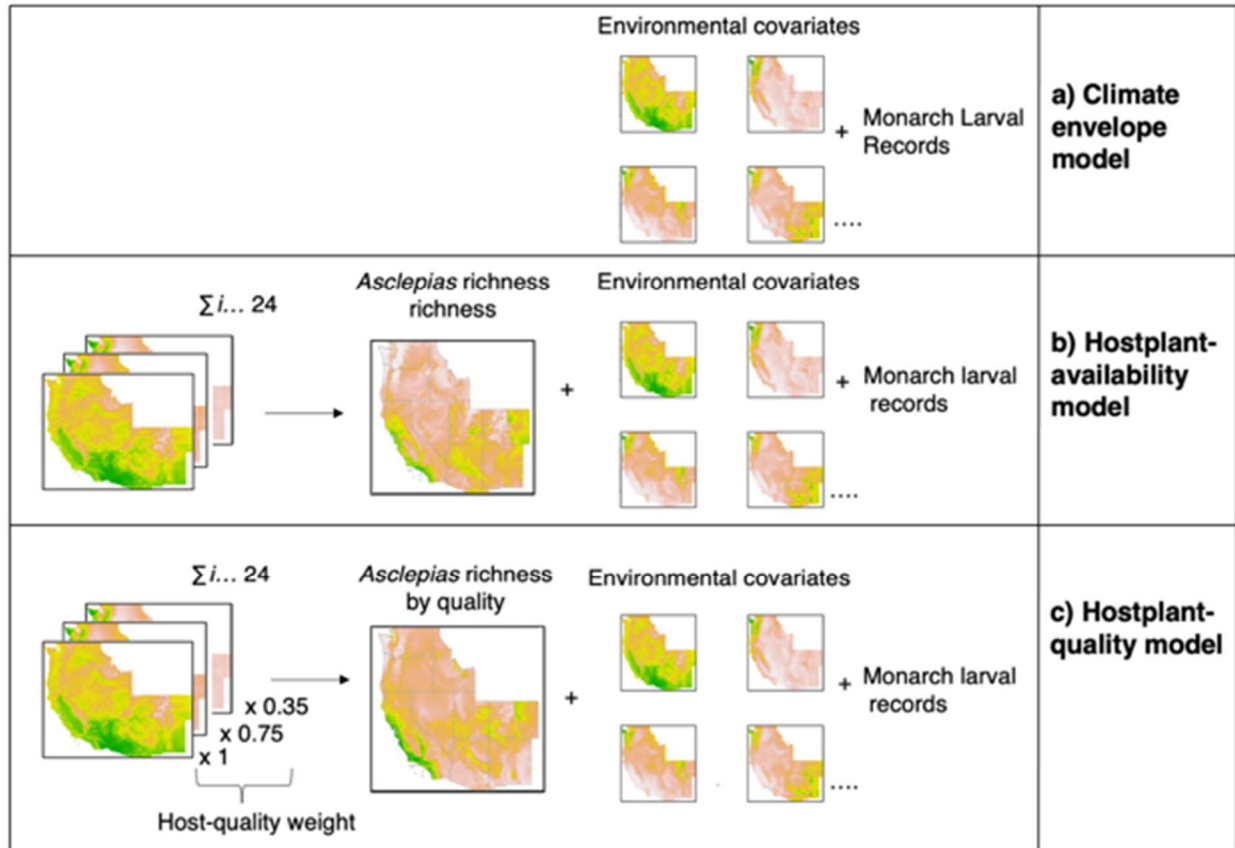 Environmental covariates
+ Monarch Larval
Records
....
a) Climate
envelope
model
∑i... 24
Asclepias richness
richness
+
Environmental covariates
+ Monarch larval
records
....
b) Hostplant-
availability
model
∑i... 24
x 0.35
x 0.75
x 1
Host-quality weight
Asclepias richness
by quality
+
Environmental covariates
+ Monarch larval
records
....
c) Hostplant-
quality model